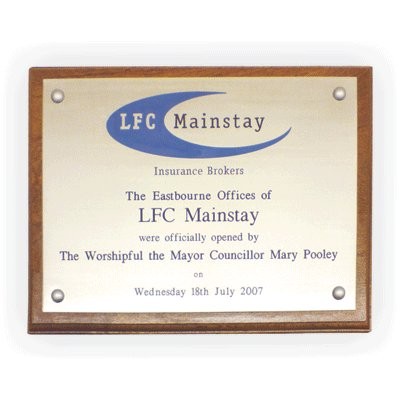 LFC Mainstay
Insurance Brokers
The Eastbourne Offices of
LFC Mainstay
were officially opened by
The Worshipful the Mayor Councillor Mary Pooley
on
Wednesday 18th July 2007